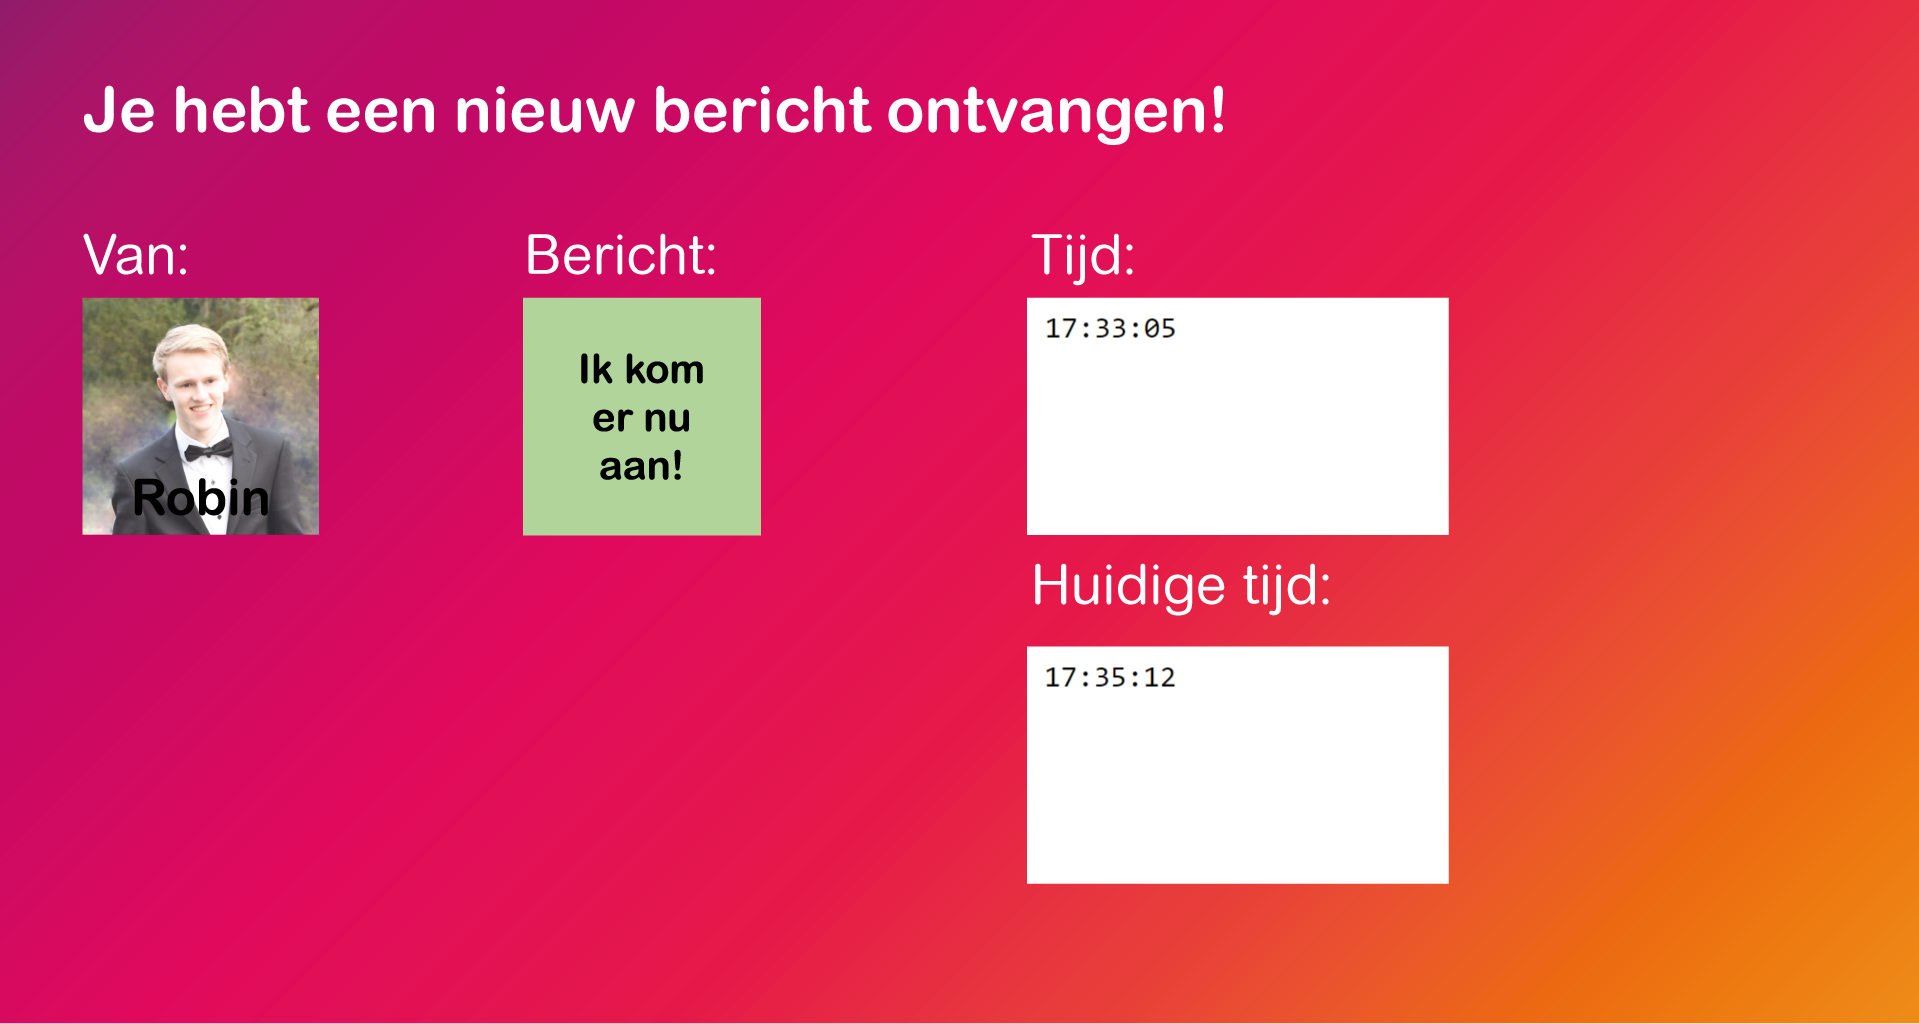 Je hebt een nieuw bericht ontvangen!
Van:
Robin
Bericht:
Ik kom
er nu
aan!
Tijd:
17:33:05
Huidige tijd:
17:35:12